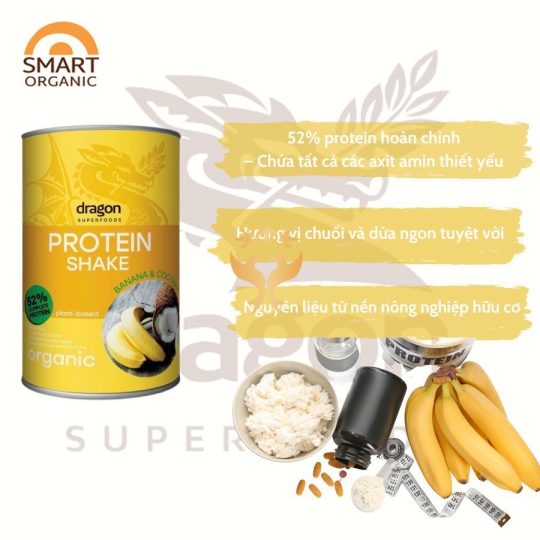 SMART
ORGANIC
52% protein hoàn chỉnh
– Chứa tất cả các axit amin thiết yếu
dragon
SUPERFOODS
PROTEIN
SHAKE
BANANA & COCO
52%
COMPLETE
PROTEIN
plant-based
organic
Hương vị chuối và dừa ngon tuyệt vời
Nguyên liệu từ nền nông nghiệp hữu cơ
dragon
SUPER
PROTEIN